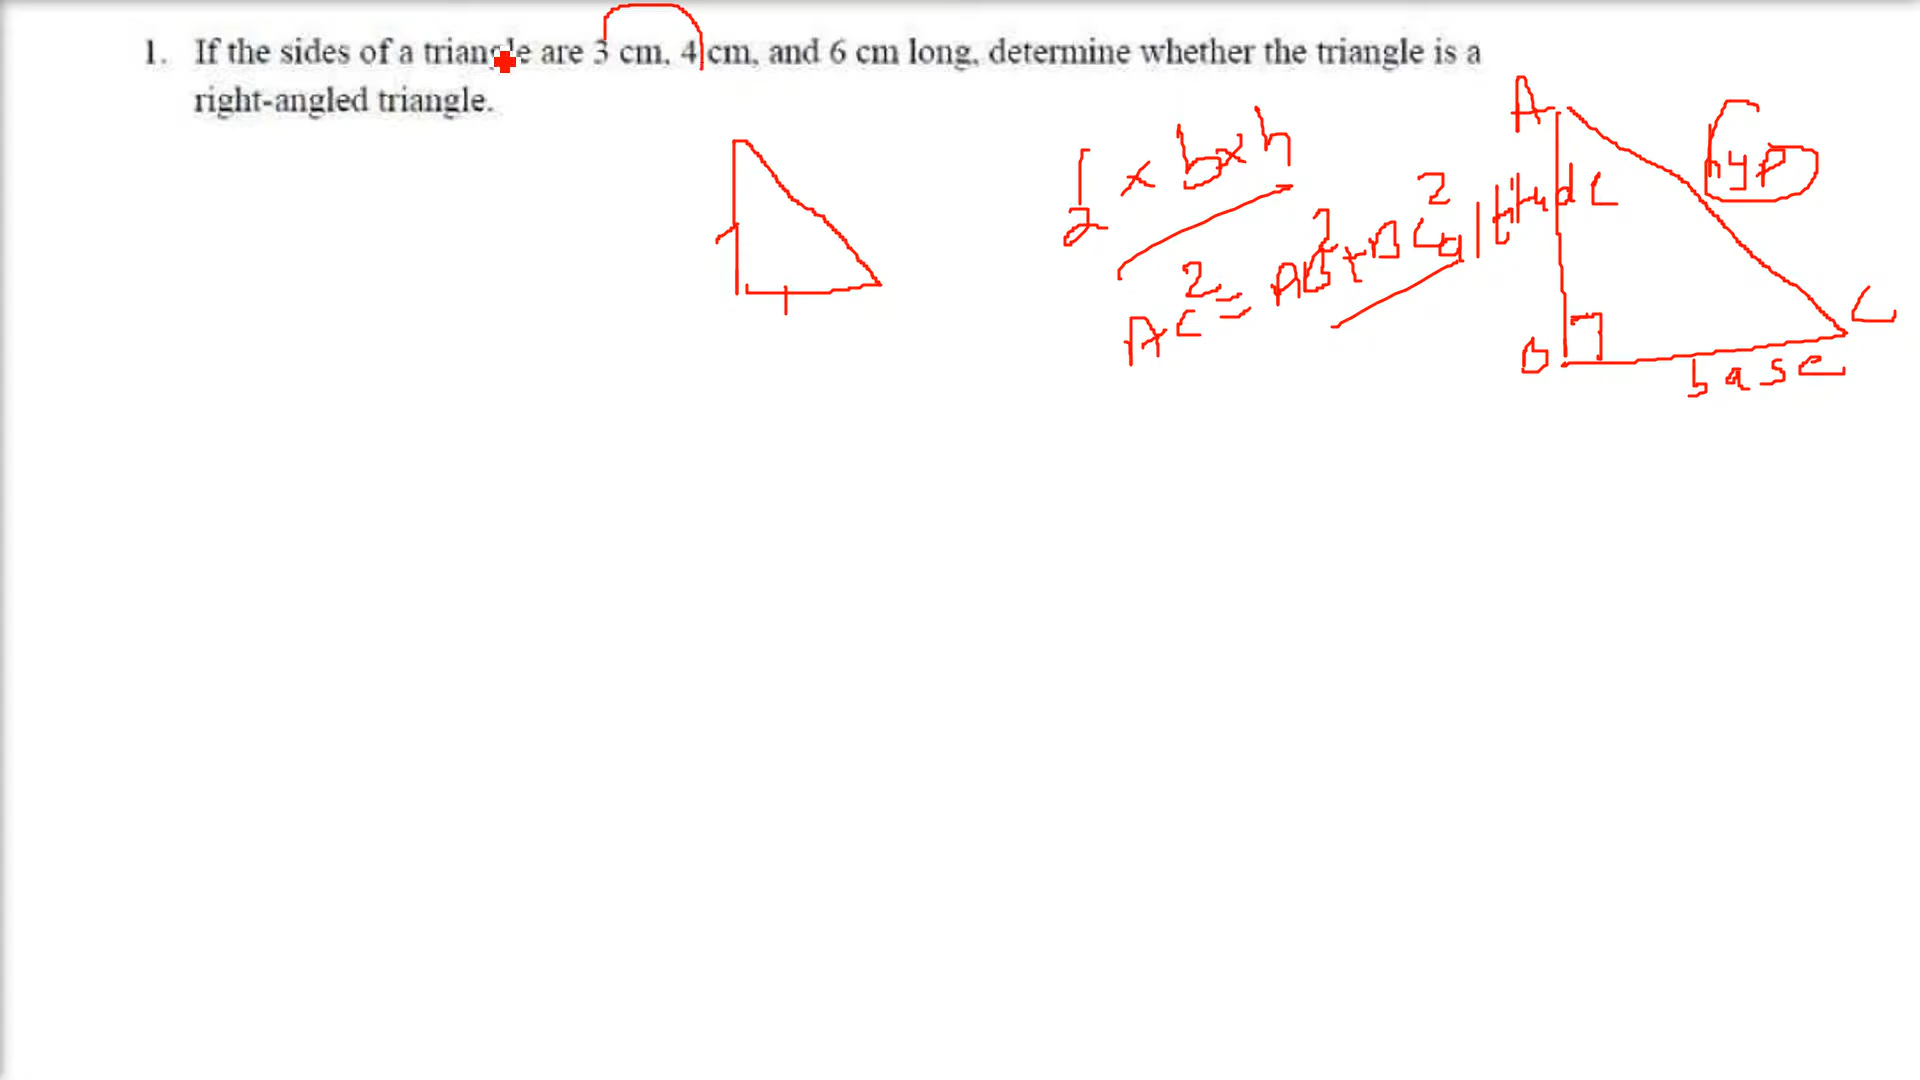 1. If the sides of a triangle are 3 cm, 4 cm, and 6 cm long, determine whether the triangle is a
right-angled triangle.
A
hyp
1/2 × b×h
altitude
AC²= AB²+BC²
B
C
base